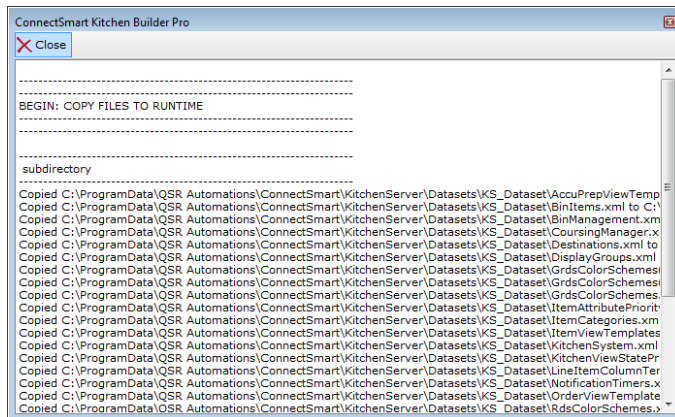 ConnectSmart Kitchen Builder Pro
Close
--------------------------------------------------------------------
--------------------------------------------------------------------
BEGIN: COPY FILES TO RUNTIME
--------------------------------------------------------------------
--------------------------------------------------------------------
--------------------------------------------------------------------
subdirectory
--------------------------------------------------------------------
Copied C:\ProgramData\QSR Automations\ConnectSmart\KitchenServer\Datasets\KS_Dataset\AccuPrepViewTemp
Copied C:\ProgramData\QSR Automations\ConnectSmart\KitchenServer\Datasets\KS_Dataset\BinItems.xml to C:\
Copied C:\ProgramData\QSR Automations\ConnectSmart\KitchenServer\Datasets\KS_Dataset\BinManagement.xm
Copied C:\ProgramData\QSR Automations\ConnectSmart\KitchenServer\Datasets\KS_Dataset\CoursingManager.x
Copied C:\ProgramData\QSR Automations\ConnectSmart\KitchenServer\Datasets\KS_Dataset\Destinations.xml to
Copied C:\ProgramData\QSR Automations\ConnectSmart\KitchenServer\Datasets\KS_Dataset\DisplayGroups.xml
Copied C:\ProgramData\QSR Automations\ConnectSmart\KitchenServer\Datasets\KS_Dataset\GrdsColorSchemes
Copied C:\ProgramData\QSR Automations\ConnectSmart\KitchenServer\Datasets\KS_Dataset\GrdsColorSchemes
Copied C:\ProgramData\QSR Automations\ConnectSmart\KitchenServer\Datasets\KS_Dataset\GrdsColorSchemes.
Copied C:\ProgramData\QSR Automations\ConnectSmart\KitchenServer\Datasets\KS_Dataset\ItemAttributePriorit
Copied C:\ProgramData\QSR Automations\ConnectSmart\KitchenServer\Datasets\KS_Dataset\ItemCategories.xm
Copied C:\ProgramData\QSR Automations\ConnectSmart\KitchenServer\Datasets\KS_Dataset\ItemViewTemplates
Copied C:\ProgramData\QSR Automations\ConnectSmart\KitchenServer\Datasets\KS_Dataset\KitchenSystem.xml
Copied C:\ProgramData\QSR Automations\ConnectSmart\KitchenServer\Datasets\KS_Dataset\KitchenViewStatePr
Copied C:\ProgramData\QSR Automations\ConnectSmart\KitchenServer\Datasets\KS_Dataset\LineItemColumnTer
Copied C:\ProgramData\QSR Automations\ConnectSmart\KitchenServer\Datasets\KS_Dataset\NotificationTimers.x
Copied C:\ProgramData\QSR Automations\ConnectSmart\KitchenServer\Datasets\KS_Dataset\OrderViewTemplate
Copied C:\ProgramData\QSR Automations\ConnectSmart\KitchenServer\Datasets\KS_Dataset\RdsColorSchemes.x